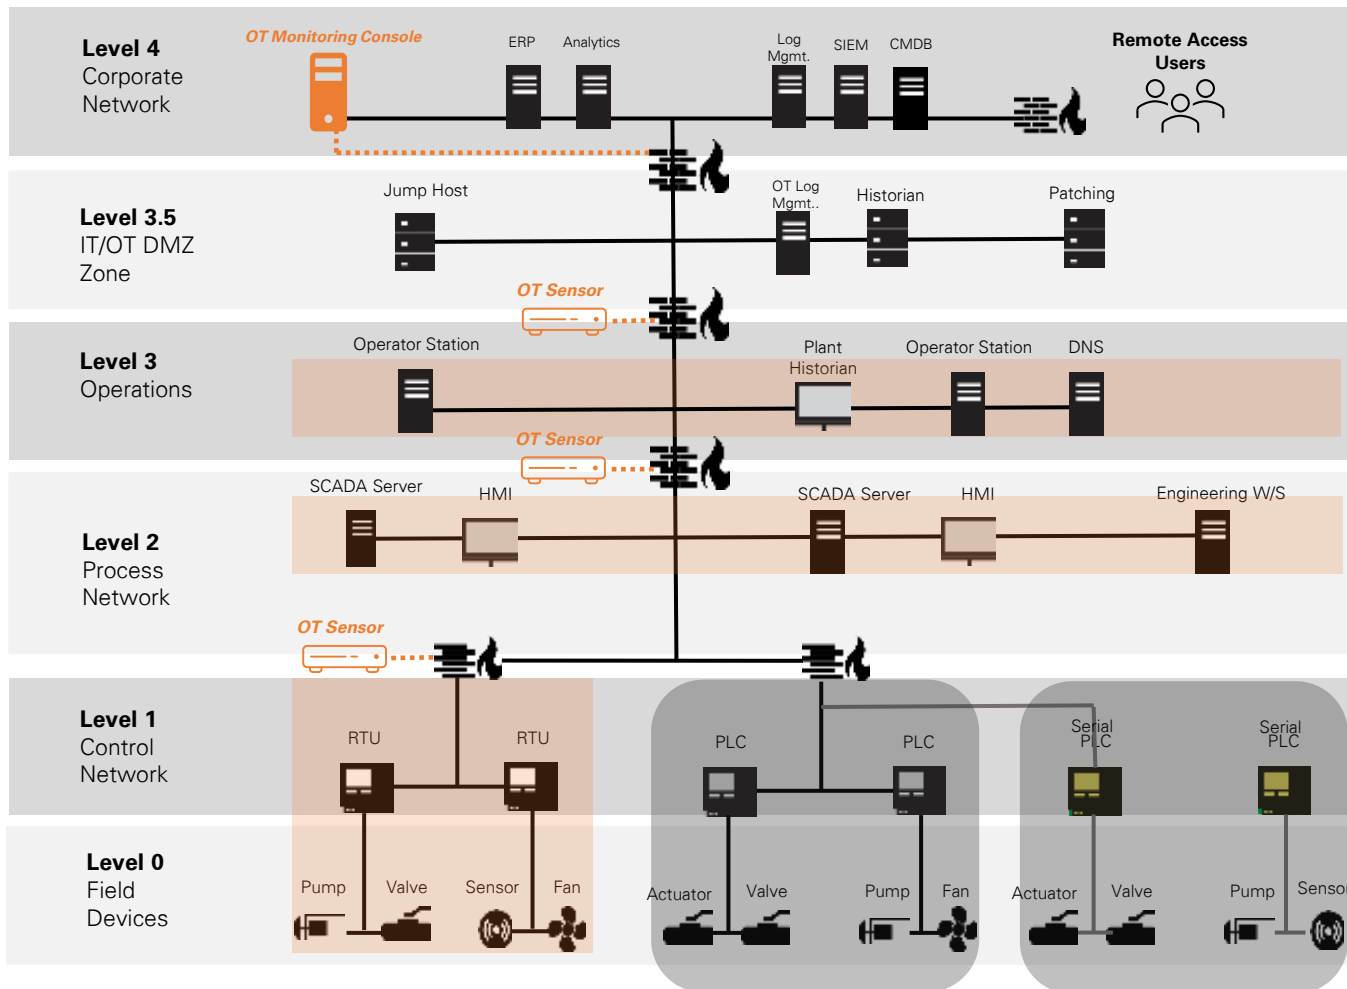 Level 4
Corporate
Network
OT Monitoring Console
ERP
Analytics
Log
Mgmt.
SIEM
CMDB
Remote Access
Users
Level 3.5
IT/OT DMZ
Zone
Jump Host
OT Log
Mgmt..
Historian
Patching
OT Sensor
Level 3
Operations
Operator Station
Plant
Historian
Operator Station
DNS
OT Sensor
Level 2
Process
Network
SCADA Server
HMI
SCADA Server
HMI
Engineering W/S
OT Sensor
Level 1
Control
Network
RTU
RTU
PLC
PLC
Serial
PLC
Serial
PLC
Level 0
Field
Devices
Pump
Valve
Sensor
Fan
Actuator
Valve
Pump
Fan
Actuator
Valve
Pump
Sensor